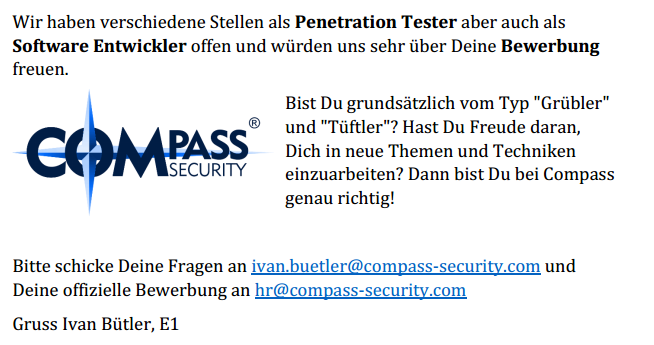 Wir haben verschiedene Stellen als Penetration Tester aber auch als
Software Entwickler offen und würden uns sehr über Deine Bewerbung
freuen.
COMPASS SECURITY®
Bist Du grundsätzlich vom Typ "Grübler"
und "Tüftler"? Hast Du Freude daran,
Dich in neue Themen und Techniken
einzuarbeiten? Dann bist Du bei Compass
genau richtig!
Bitte schicke Deine Fragen an ivan.buetler@compass-security.com und
Deine offizielle Bewerbung an hr@compass-security.com
Gruss Ivan Bütler, E1